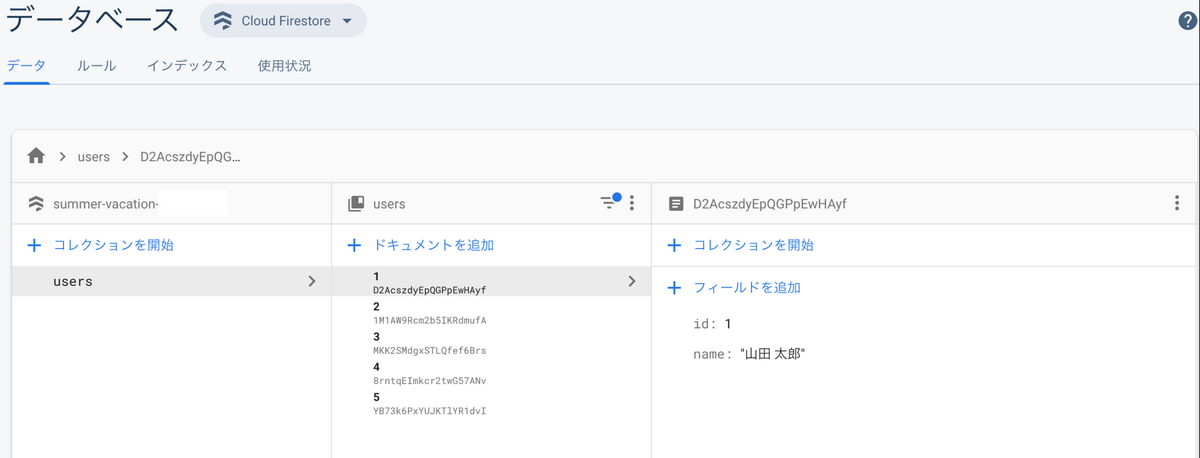 データベース Cloud Firestore
データ ルール インデックス 使用状況
users D2AcszdyEpQG...
summer-vacation- users D2AcszdyEpQGPpEwHAyf
コレクションを開始 ドキュメントを追加 コレクションを開始
users
1
D2AcszdyEpQGPpEwHAyf
2
1M1AW9Rcm2b5IKRdmufA
3
MKK2SMdgxSTLQfef6Brs
4
8rntqEImkcr2twG57ANv
5
YB73k6PxYUJKTlYR1dvI
フィールドを追加
id: 1
name: "山田 太郎"